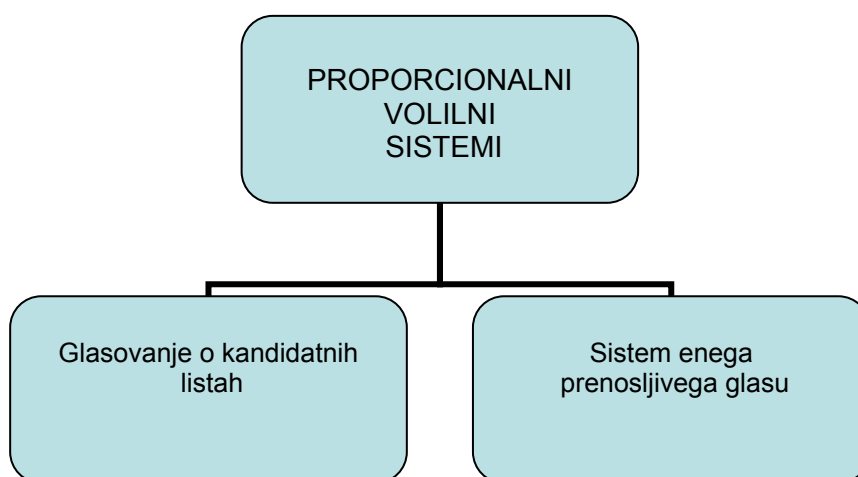 PROPORCIONALNI
VOLILNI
SISTEMI
Glasovanje o kandidatnih
listah
Sistem enega
prenosljivega glasu